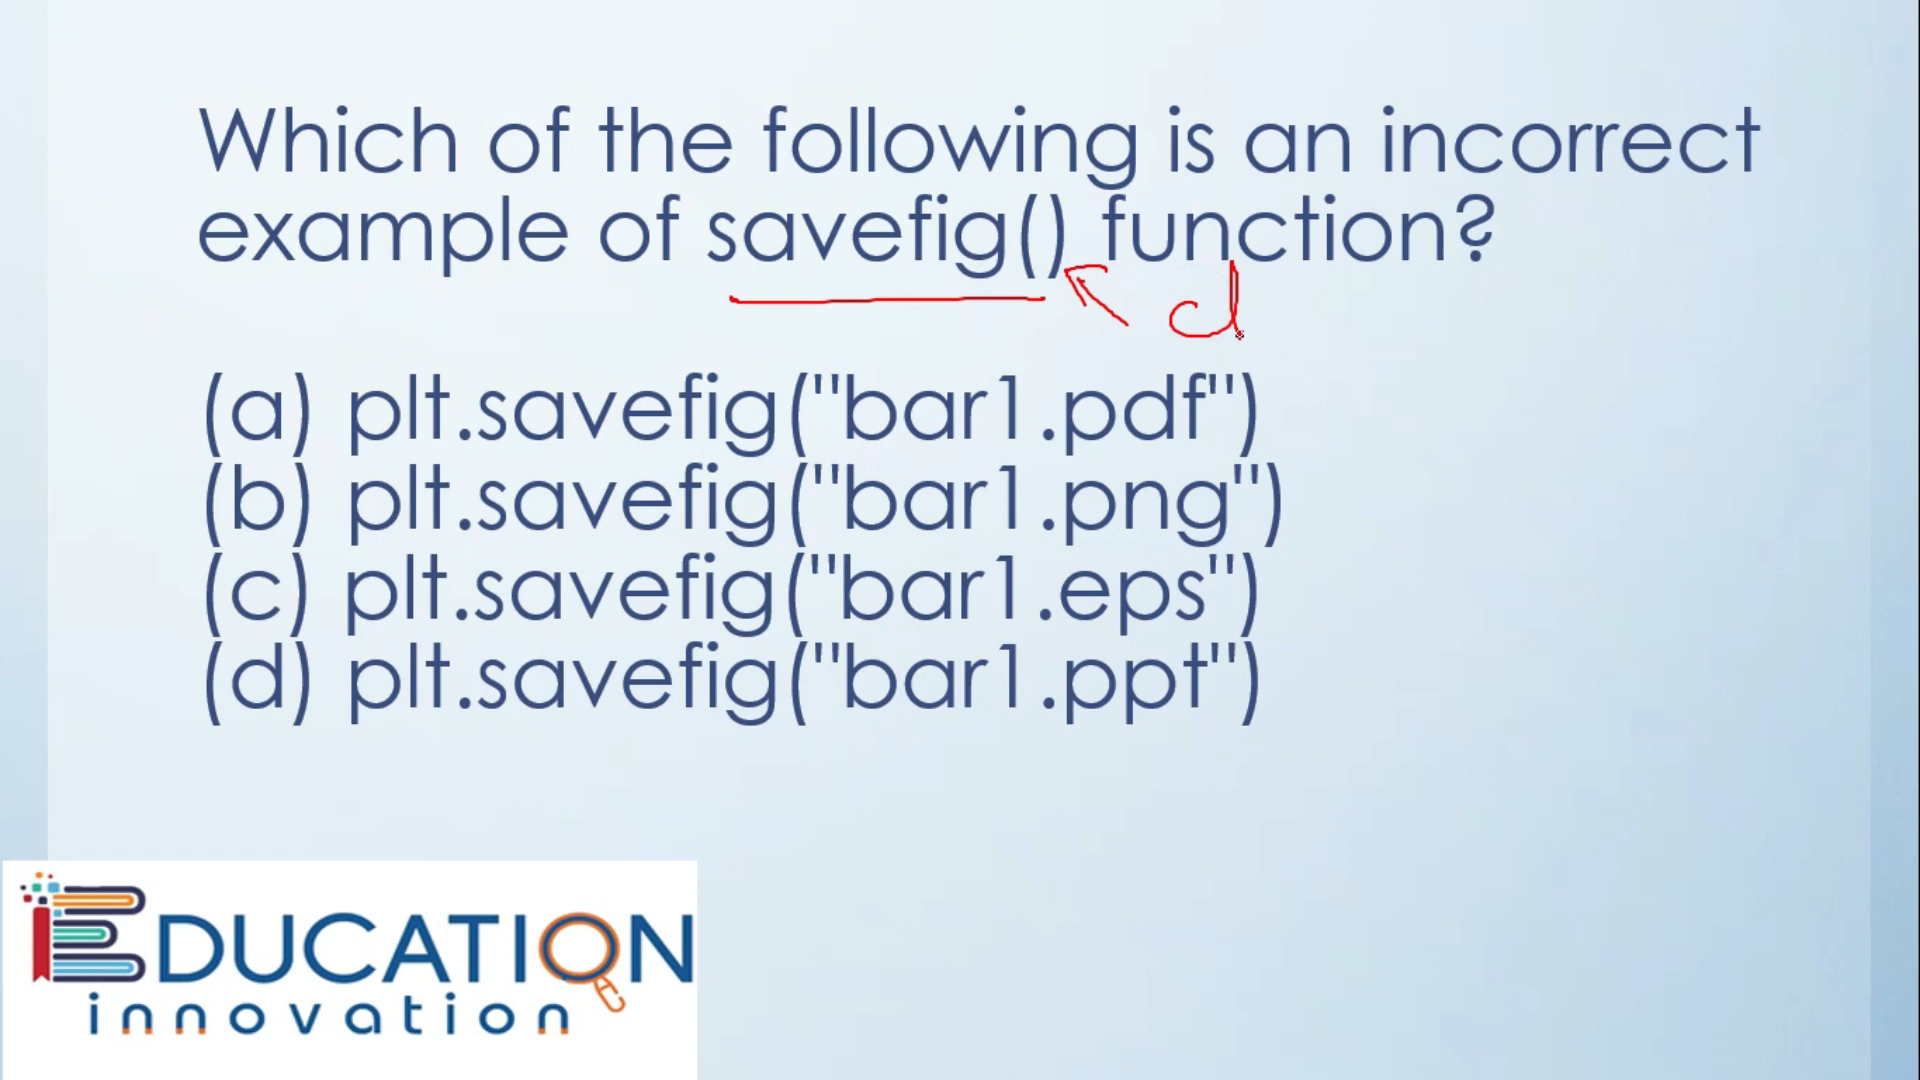 Which of the following is an incorrect
example of savefig() function?
d
(a) plt.savefig("bar1.pdf")
(b) plt.savefig("bar1.png")
(c) plt.savefig("bar1.eps")
(d) plt.savefig("bar1.ppt")
EDUCATION
innovation